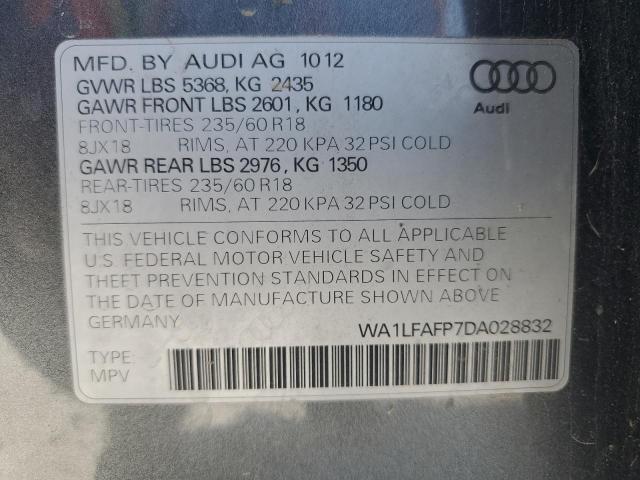 MFD. BY AUDI AG 1012
GVWR LBS 5368, KG 2435
GAWR FRONT LBS 2601, KG 1180
FRONT-TIRES 235/60 R18
8JX18 RIMS, AT 220 KPA 32 PSI COLD
GAWR REAR LBS 2976, KG 1350
REAR-TIRES 235/60 R18
8JX18 RIMS, AT 220 KPA 32 PSI COLD
Audi
THIS VEHICLE CONFORMS TO ALL APPLICABLE
U.S. FEDERAL MOTOR VEHICLE SAFETY AND
THEFT PREVENTION STANDARDS IN EFFECT ON
THE DATE OF MANUFACTURE SHOWN ABOVE.
GERMANY
WA1LFAFP7DA028832
TYPE:
MPV